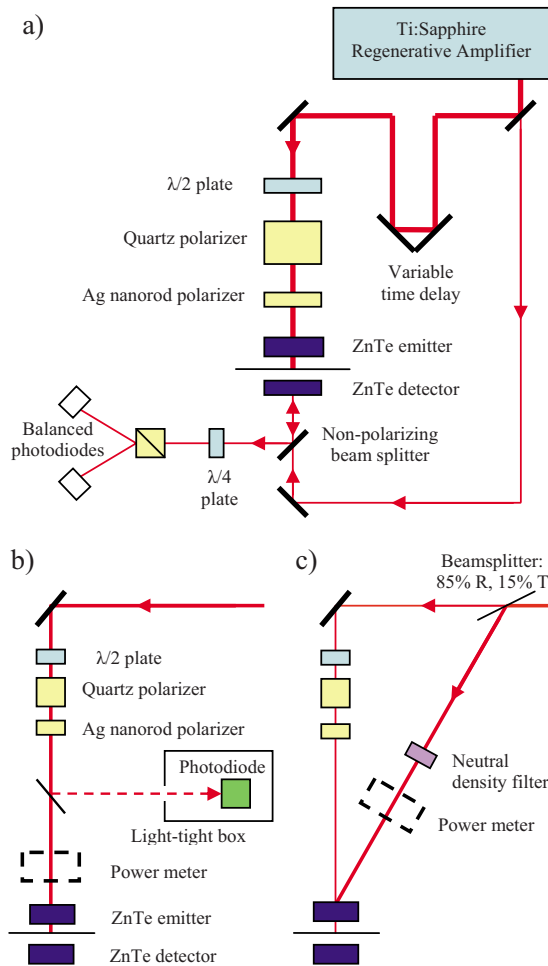 a)
Ti:Sapphire
Regenerative Amplifier
λ/2 plate
Quartz polarizer
Variable
time delay
Ag nanorod polarizer
ZnTe emitter
ZnTe detector
Balanced
photodiodes
Non-polarizing
beam splitter
λ/4
plate
b)
λ/2 plate
Quartz polarizer
Ag nanorod polarizer
Photodiode
Light-tight box
Power meter
ZnTe emitter
ZnTe detector
c)
Beamsplitter:
85% R, 15% T
Neutral
density filter
Power meter